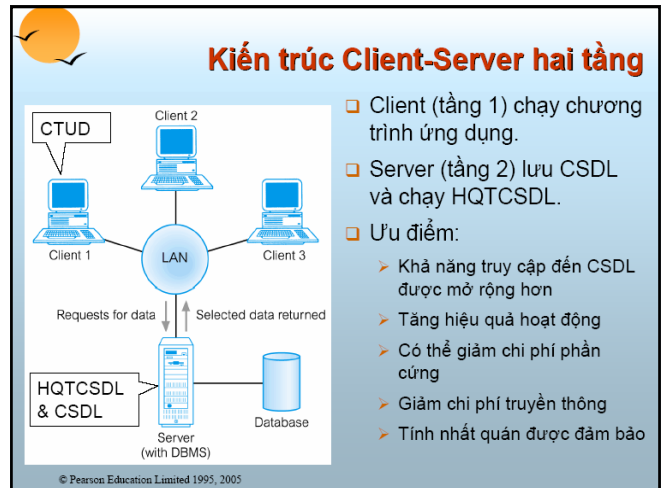 Kiến trúc Client-Server hai tầng
CTUD
Client 2
Client 1
LAN
Client 3
Requests for data
Selected data returned
HQTCSDL
& CSDL
Server
(with DBMS)
Database
❑ Client (tầng 1) chạy chương
trình ứng dụng.
❑ Server (tầng 2) lưu CSDL
và chạy HQTCSDL.
❑ Ưu điểm:
➢ Khả năng truy cập đến CSDL
được mở rộng hơn
➢ Tăng hiệu quả hoạt động
➢ Có thể giảm chi phí phần
cứng
➢ Giảm chi phí truyền thông
➢ Tính nhất quán được đảm bảo
© Pearson Education Limited 1995, 2005